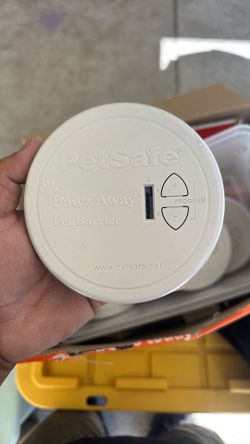 PetSafe
Pawz Away
Pet Barrier
+
PROGRAM
-
www.petsafe.net